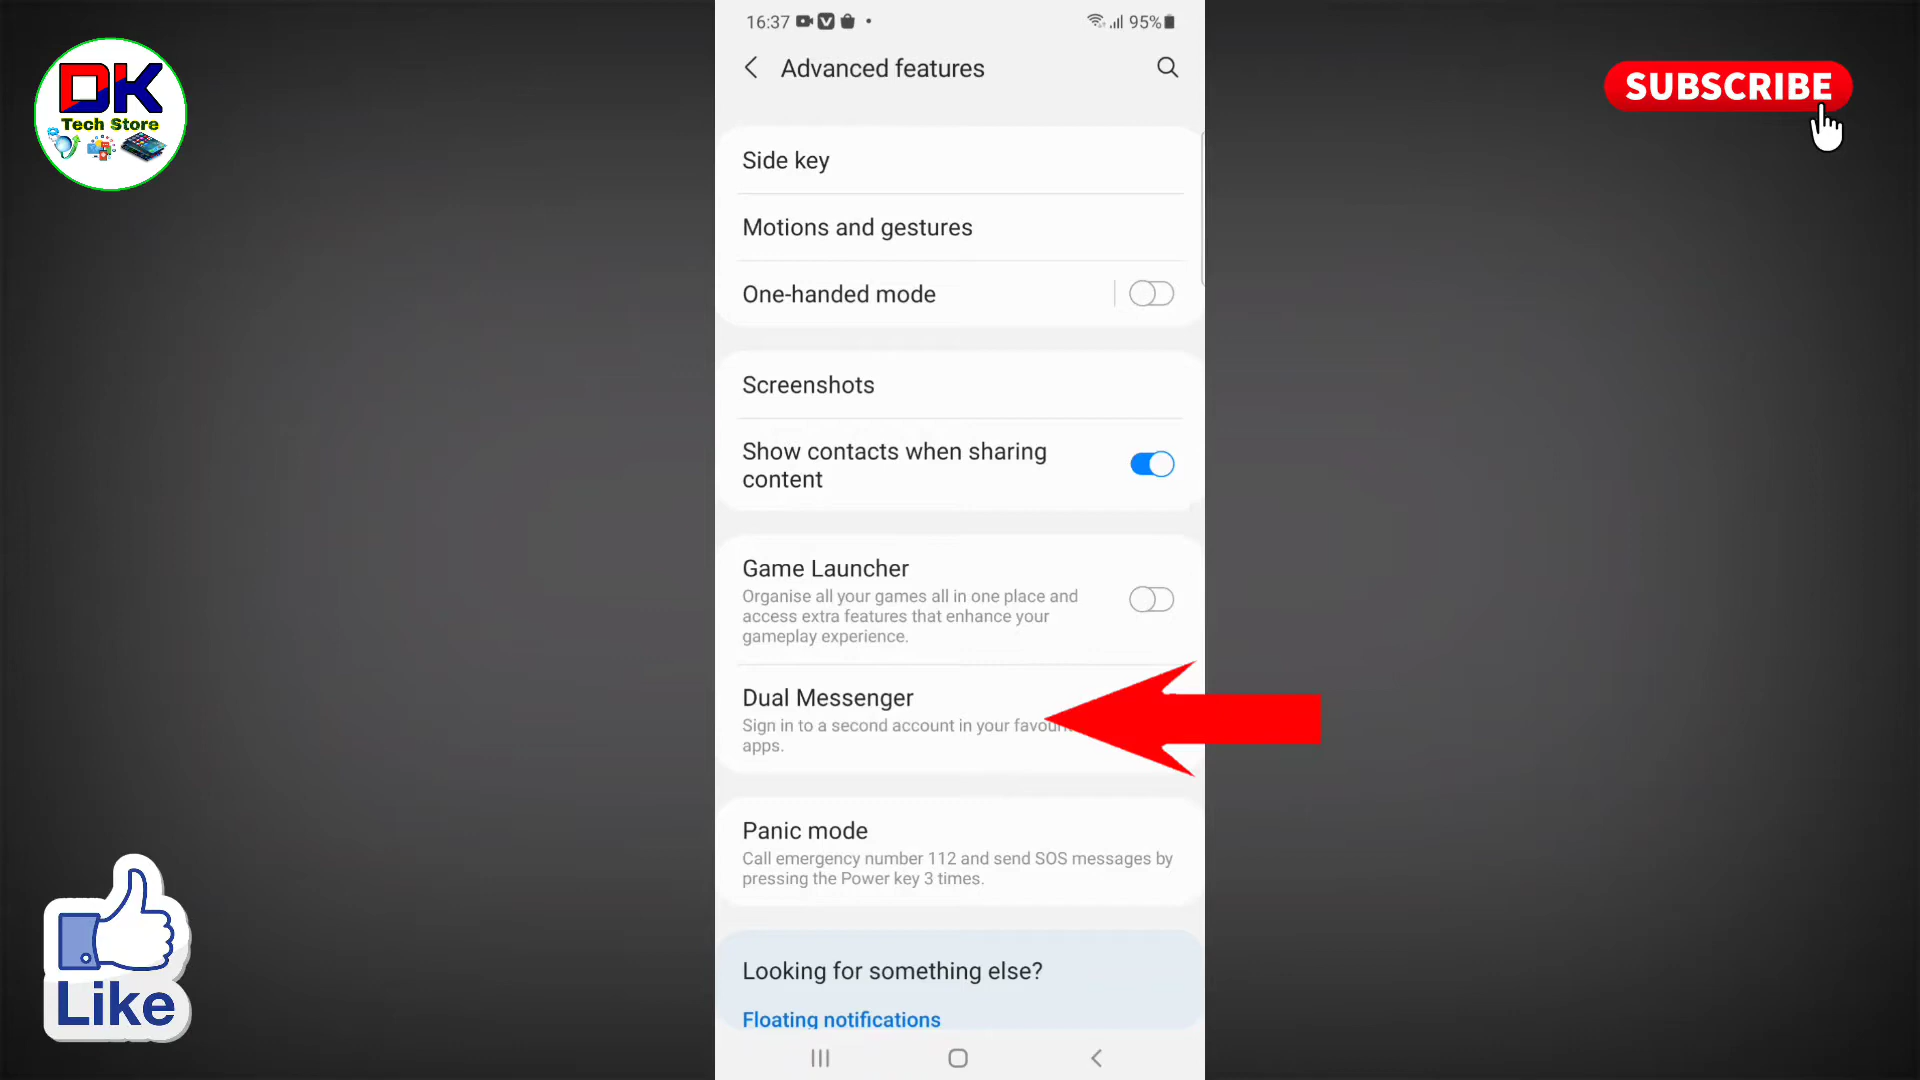 DK
Tech Store
SUBSCRIBE
16:37
95%
Advanced features
Side key
Motions and gestures
One-handed mode
Screenshots
Show contacts when sharing
content
Game Launcher
Organise all your games all in one place and
access extra features that enhance your
gameplay experience.
Dual Messenger
Sign in to a second account in your
apps.
Panic mode
Call emergency number 112 and send SOS messages by
pressing the Power key 3 times.
Looking for something else?
Floating notifications
Like